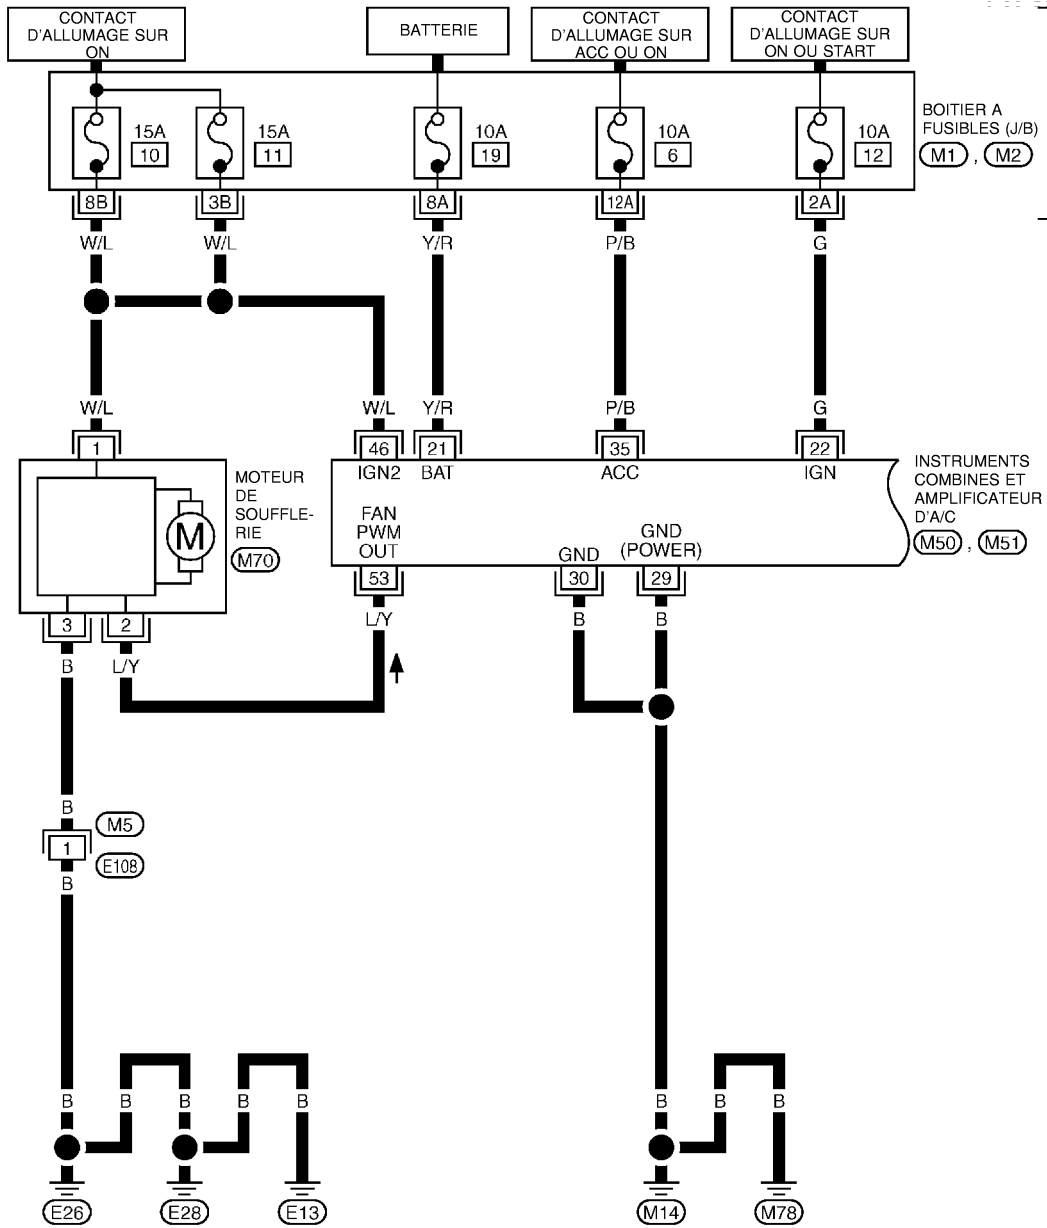 CONTACT
D'ALLUMAGE SUR
ON
BATTERIE
CONTACT
D'ALLUMAGE SUR
ACC OU ON
CONTACT
D'ALLUMAGE SUR
ON OU START
15A
10
15A
11
10A
19
10A
6
10A
12
BOITIER A
FUSIBLES (J/B)
M1 , M2
8B
3B
8A
12A
2A
W/L
W/L
Y/R
P/B
G
W/L
W/L
Y/R
P/B
G
1
46
21
35
22
IGN2
BAT
ACC
IGN
MOTEUR
DE
SOUFFLE-
RIE
M70
M
INSTRUMENTS
COMBINES ET
AMPLIFICATEUR
D'A/C
M50 , M51
FAN
PWM
OUT
GND
GND
(POWER)
53
30
29
L/Y
B
B
3
2
B
L/Y
B
M5
1
E108
B
B
B
B
B
B
B
B
B
E26
E28
E13
M14
M78